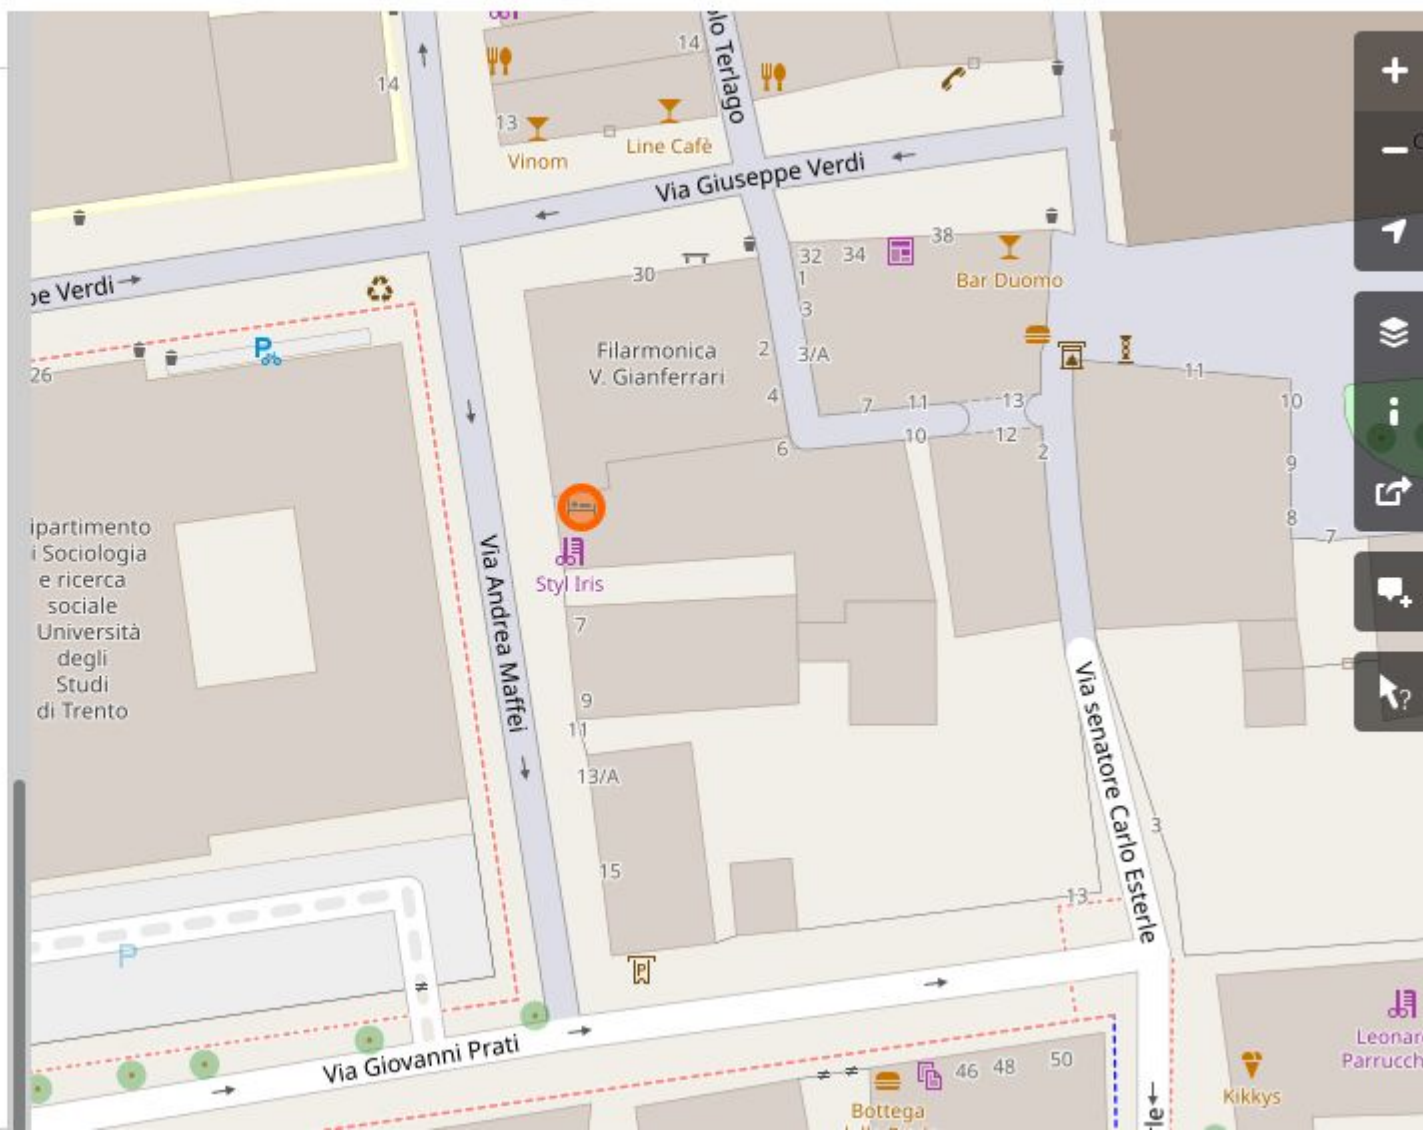 olo Terlago
14
14
13
Vinom
Line Cafè
Via Giuseppe Verdi
pe Verdi
30
32
34
38
Bar Duomo
1
3
26
Filarmonica
V. Gianferrari
2
3/A
4
7
11
13
11
10
6
10
12
2
9
8
7
ipartimento
i Sociologia
e ricerca
sociale
Università
degli
Studi
di Trento
Via Andrea Maffei
Styl Iris
7
9
11
13/A
15
Via senatore Carlo Esterle
3
13
P
P
P
Via Giovanni Prati
46
48
50
Bottega
Kikkys
Leonar
Parrucch
+
−
i
?